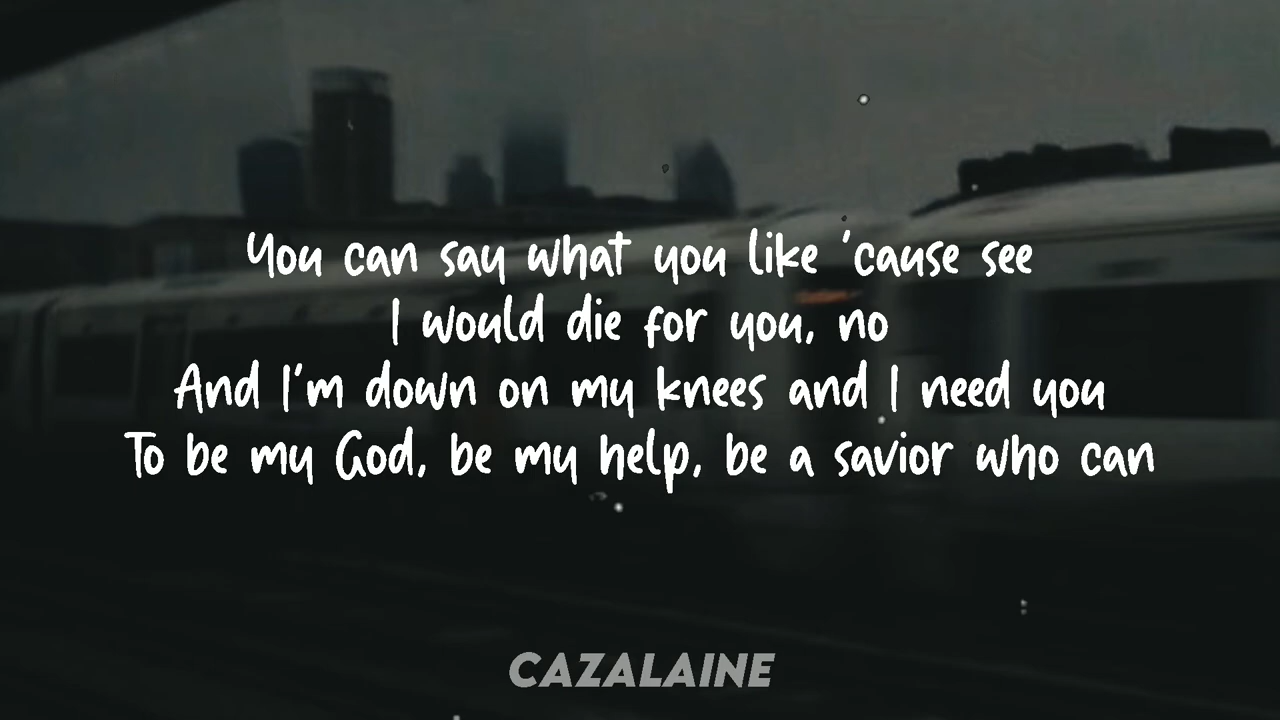 You can say what you like 'cause see
I would die for you, no
And I'm down on my knees and I need you
To be my God, be my help, be a savior who can
CAZALAINE